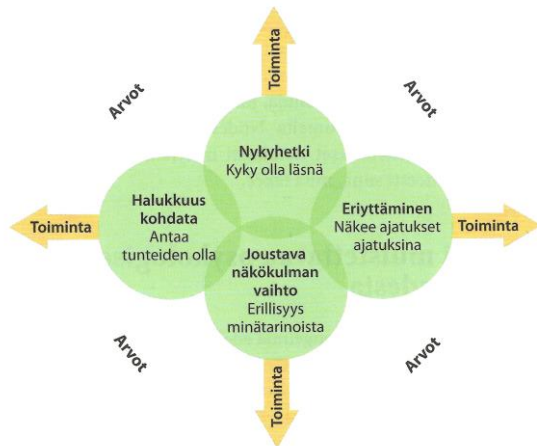 Toiminta
Arvot
Arvot
Nykyhetki
Kyky olla läsnä
Halukkuus
kohdata
Antaa
tunteiden olla
Eriyttäminen
Näkee ajatukset
ajatuksina
Toiminta
Toiminta
Joustava
näkökulman
vaihto
Erillisyys
minätarinoista
Arvot
Arvot
Toiminta